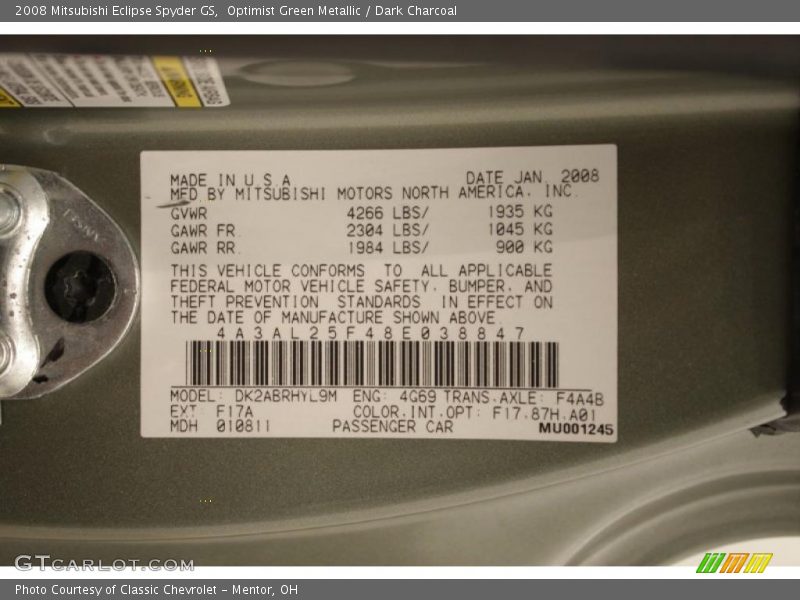 2008 Mitsubishi Eclipse Spyder GS,  Optimist Green Metallic / Dark Charcoal
WARNING
MADE IN U.S.A DATE JAN. 2008
MFD BY MITSUBISHI MOTORS NORTH AMERICA. INC.
GVWR 4266 LBS/ 1935 KG
GAWR FR. 2304 LBS/ 1045 KG
GAWR RR. 1984 LBS/ 900 KG
THIS VEHICLE CONFORMS TO ALL APPLICABLE
FEDERAL MOTOR VEHICLE SAFETY. BUMPER. AND
THEFT PREVENTION STANDARDS IN EFFECT ON
THE DATE OF MANUFACTURE SHOWN ABOVE.
4A3AL25F48E038847
MODEL: DK2ABRHYL9M ENG: 4G69 TRANS.AXLE: F4A4B
EXT: F17A COLOR.INT.OPT: F17.87H.A01
MDH 010811 PASSENGER CAR MU001245
GTCARLOT.COM
Photo Courtesy of Classic Chevrolet - Mentor, OH